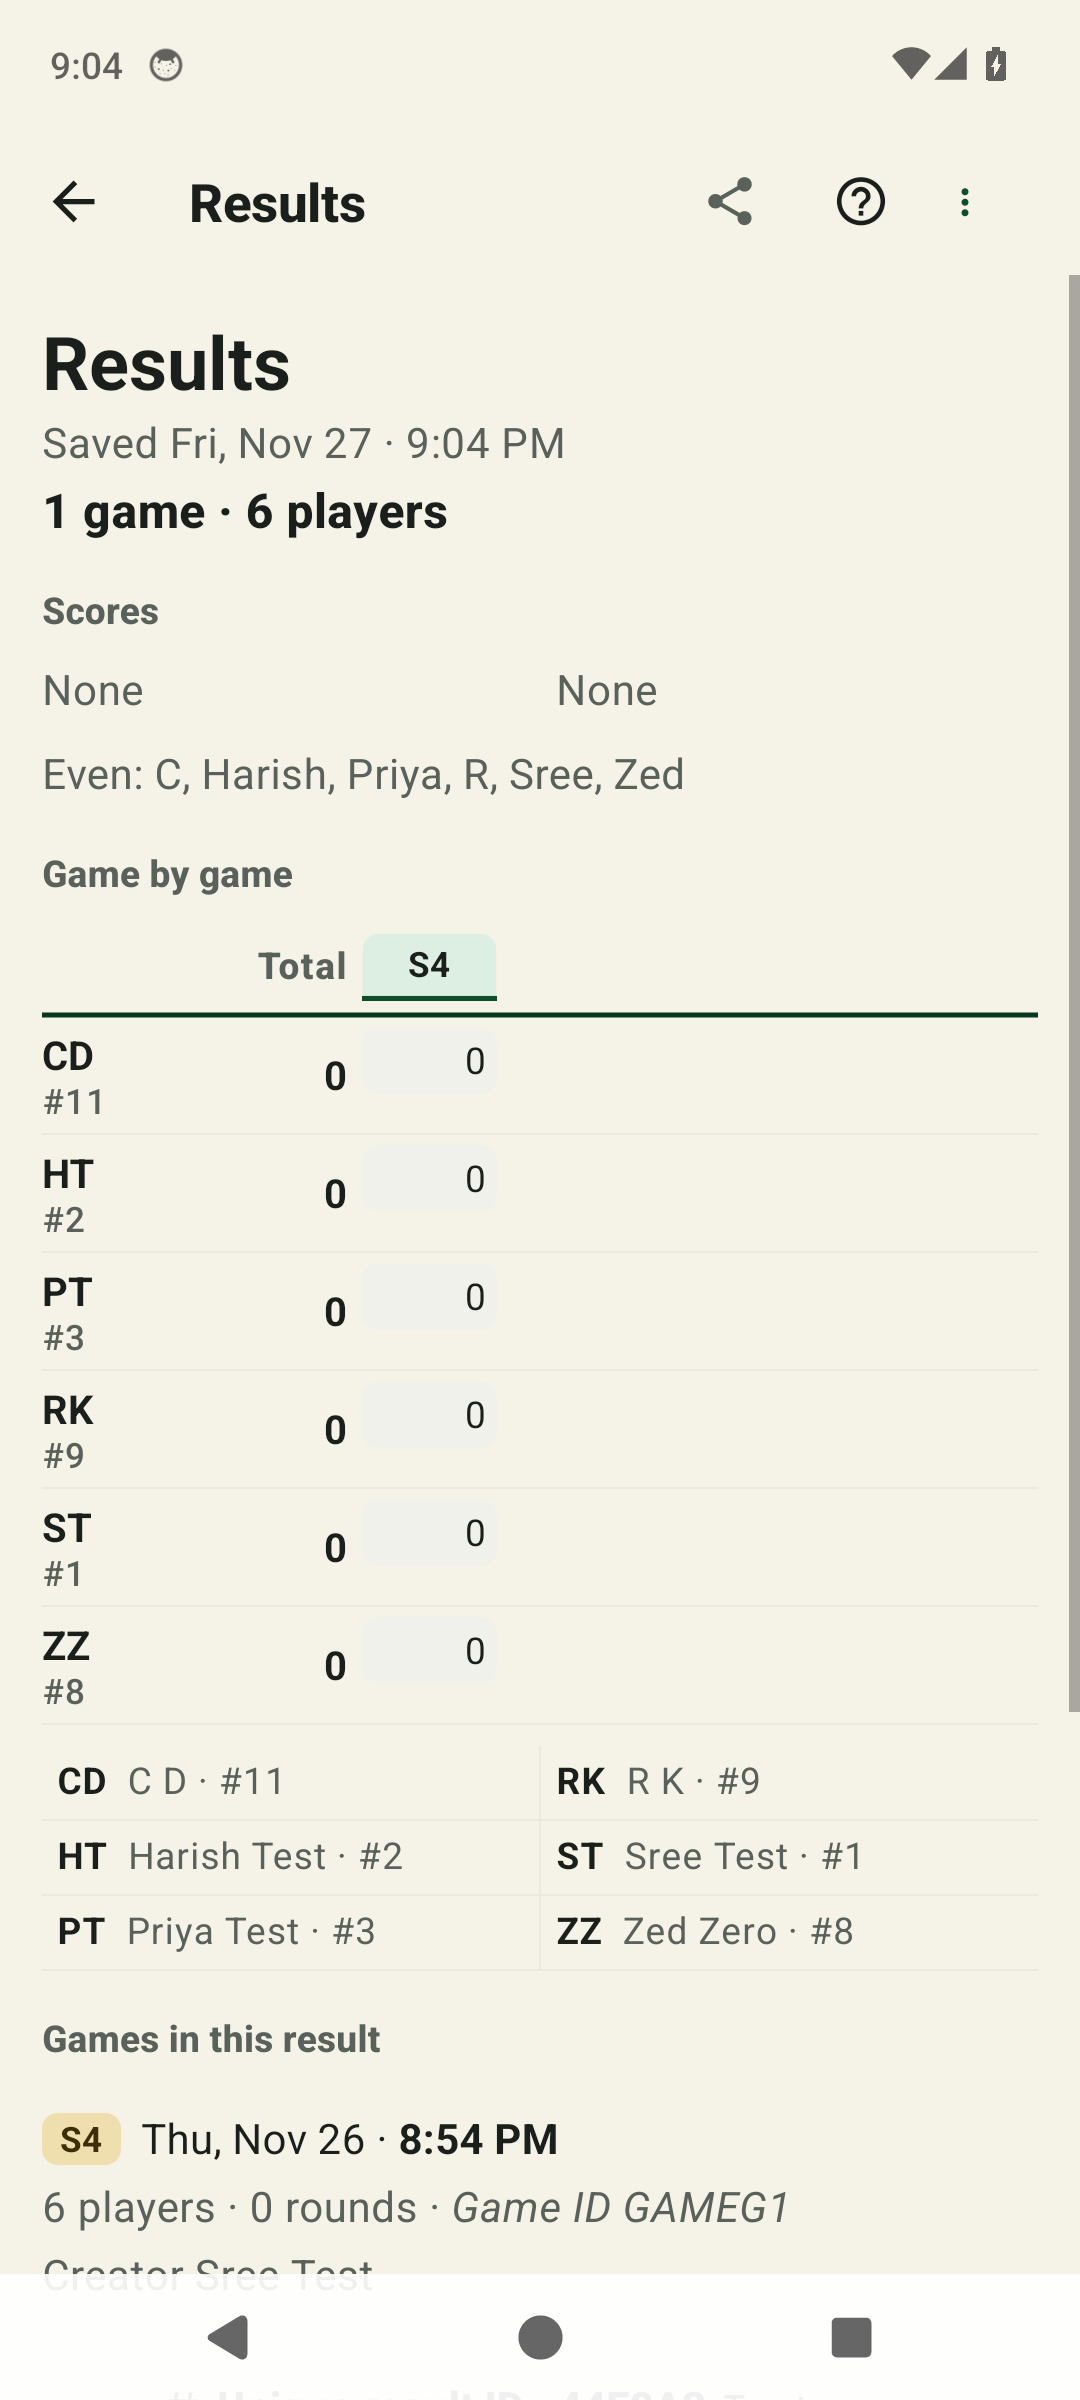 9:04
Results
Results
Saved Fri, Nov 27 · 9:04 PM
1 game · 6 players
Scores
None None
Even: C, Harish, Priya, R, Sree, Zed
Game by game
Total S4
CD
#11
0 0
HT
#2
0 0
PT
#3
0 0
RK
#9
0 0
ST
#1
0 0
ZZ
#8
0 0
CD C D · #11 RK R K · #9
HT Harish Test · #2 ST Sree Test · #1
PT Priya Test · #3 ZZ Zed Zero · #8
Games in this result
S4 Thu, Nov 26 · 8:54 PM
6 players · 0 rounds · Game ID GAMEG1
Creator Sree Test